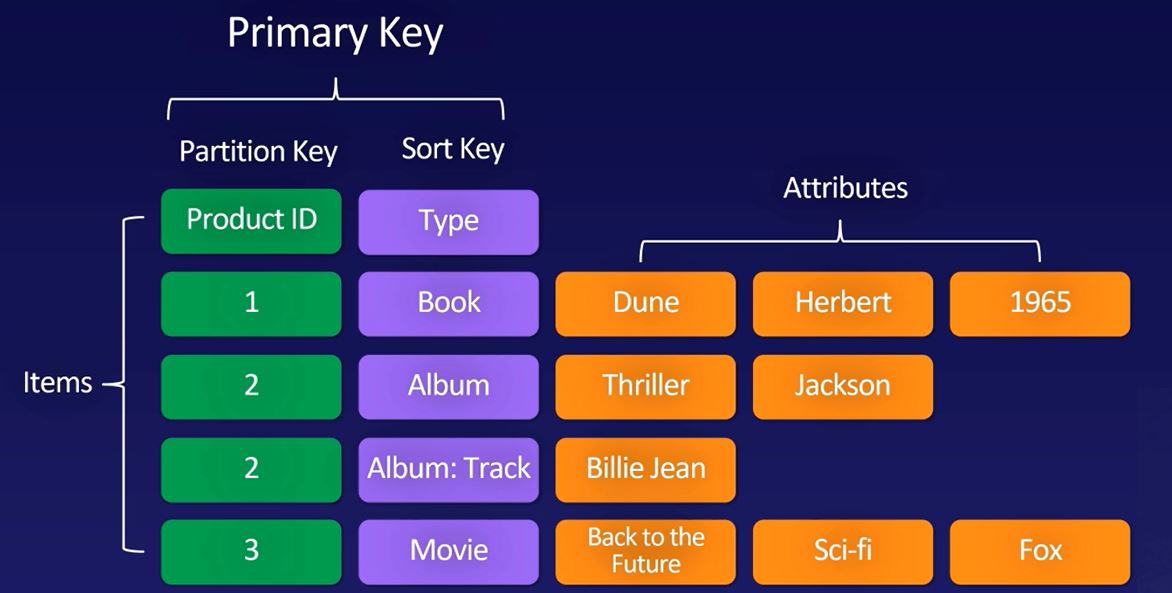 Primary Key
Partition Key
Sort Key
Attributes
Product ID
Type
1
Book
Dune
Herbert
1965
Items
2
Album
Thriller
Jackson
2
Album: Track
Billie Jean
3
Movie
Back to the
Future
Sci-fi
Fox